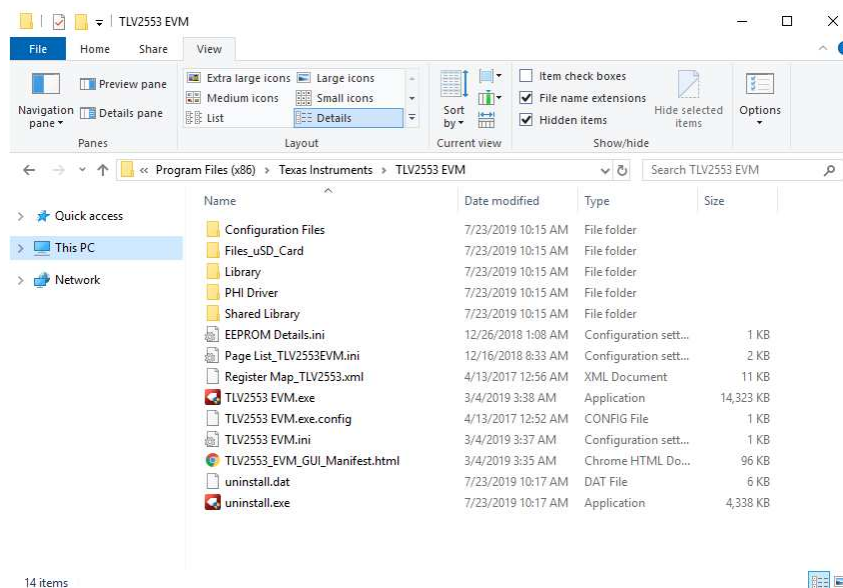 TLV2553 EVM
File Home Share View
Preview pane
Navigation pane
Details pane
Panes
Extra large icons Large icons
Medium icons Small icons
List Details
Layout
Sort by
Current view
Item check boxes
File name extensions
Hidden items
Hide selected items
Show/hide
Options
« Program Files (x86) > Texas Instruments > TLV2553 EVM
Search TLV2553 EVM
Quick access
This PC
Network
Name Date modified Type Size
Configuration Files 7/23/2019 10:15 AM File folder
Files_uSD_Card 7/23/2019 10:15 AM File folder
Library 7/23/2019 10:15 AM File folder
PHI Driver 7/23/2019 10:15 AM File folder
Shared Library 7/23/2019 10:15 AM File folder
EEPROM Details.ini 12/26/2018 1:08 AM Configuration sett... 1 KB
Page List_TLV2553EVM.ini 12/16/2018 8:33 AM Configuration sett... 2 KB
Register Map_TLV2553.xml 4/13/2017 12:56 AM XML Document 11 KB
TLV2553 EVM.exe 3/4/2019 3:38 AM Application 14,323 KB
TLV2553 EVM.exe.config 4/13/2017 12:52 AM CONFIG File 1 KB
TLV2553 EVM.ini 3/4/2019 3:37 AM Configuration sett... 1 KB
TLV2553_EVM_GUI_Manifest.html 3/4/2019 3:35 AM Chrome HTML Do... 96 KB
uninstall.dat 7/23/2019 10:17 AM DAT File 6 KB
uninstall.exe 7/23/2019 10:17 AM Application 4,338 KB
14 items